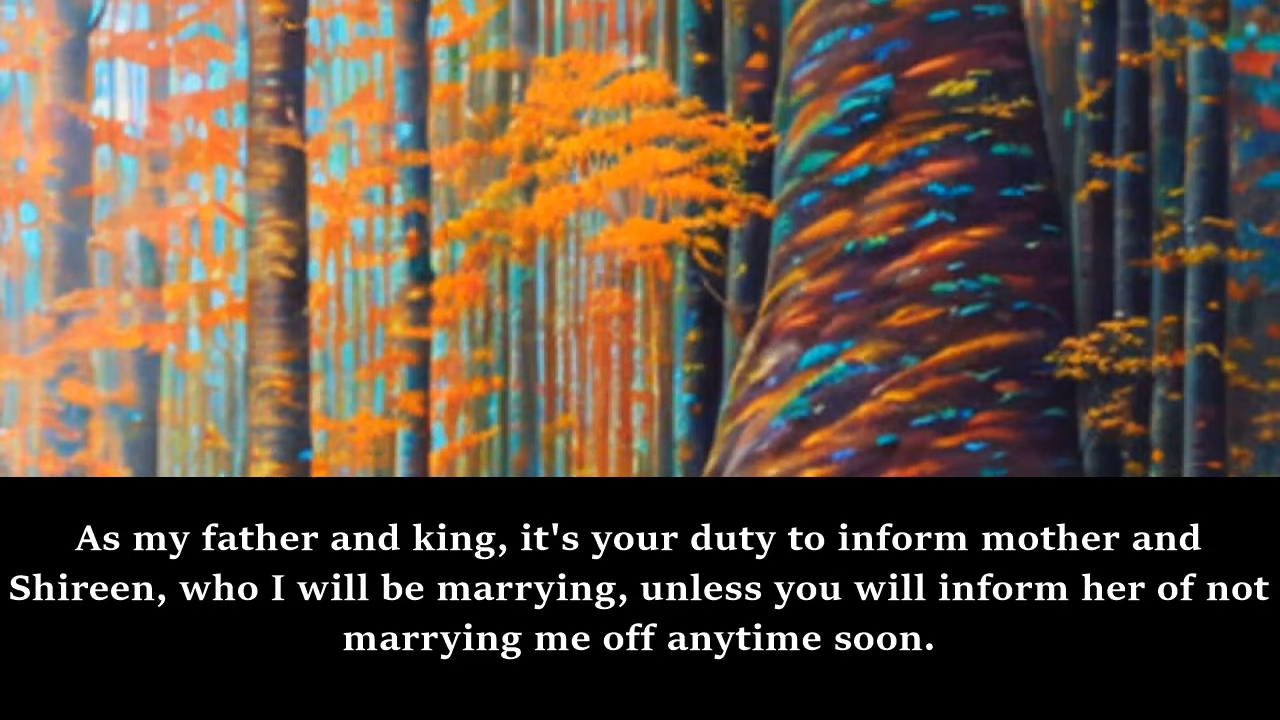 As my father and king, it's your duty to inform mother and
Shireen, who I will be marrying, unless you will inform her of not
marrying me off anytime soon.